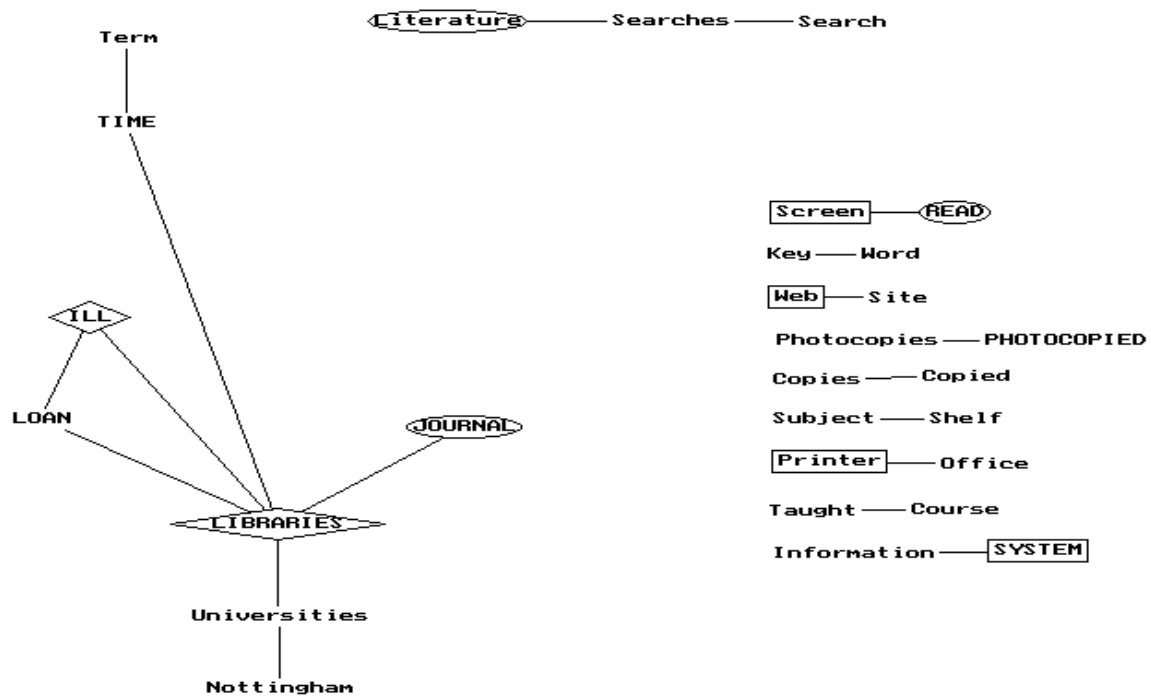 Literature Searches Search
Term
TIME
Screen READ
Key Word
Web Site
ILL
Photocopies PHOTOCOPIED
Copies Copied
LOAN
Subject Shelf
JOURNAL
Printer Office
Taught Course
LIBRARIES
Information SYSTEM
Universities
Nottingham